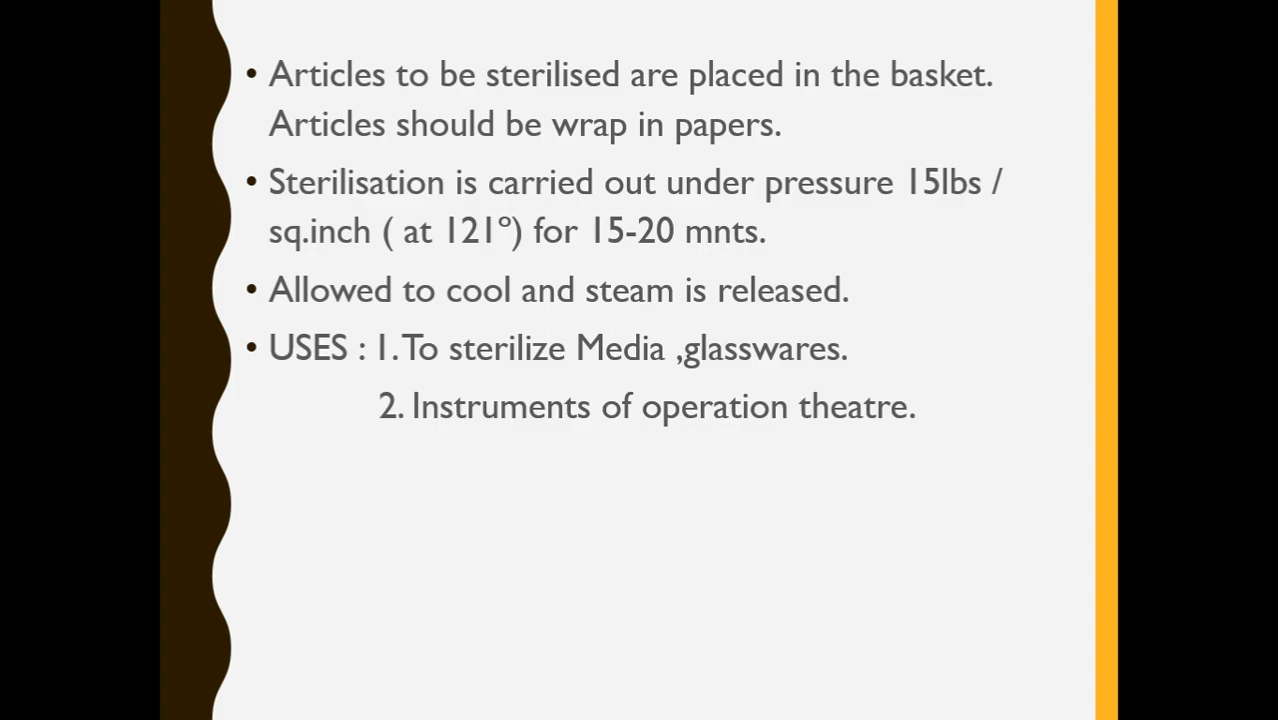 • Articles to be sterilised are placed in the basket.
Articles should be wrap in papers.
• Sterilisation is carried out under pressure 15lbs /
sq.inch ( at 121º) for 15-20 mnts.
• Allowed to cool and steam is released.
• USES : 1. To sterilize Media ,glasswares.
2. Instruments of operation theatre.